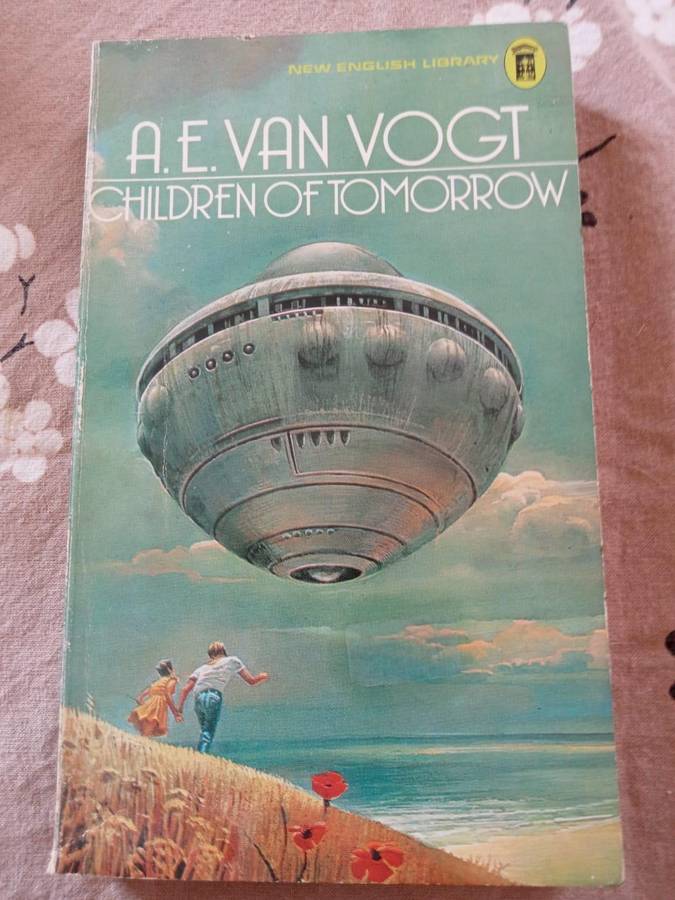 NEW ENGLISH LIBRARY
A. E. VAN VOGT
CHILDREN OF TOMORROW